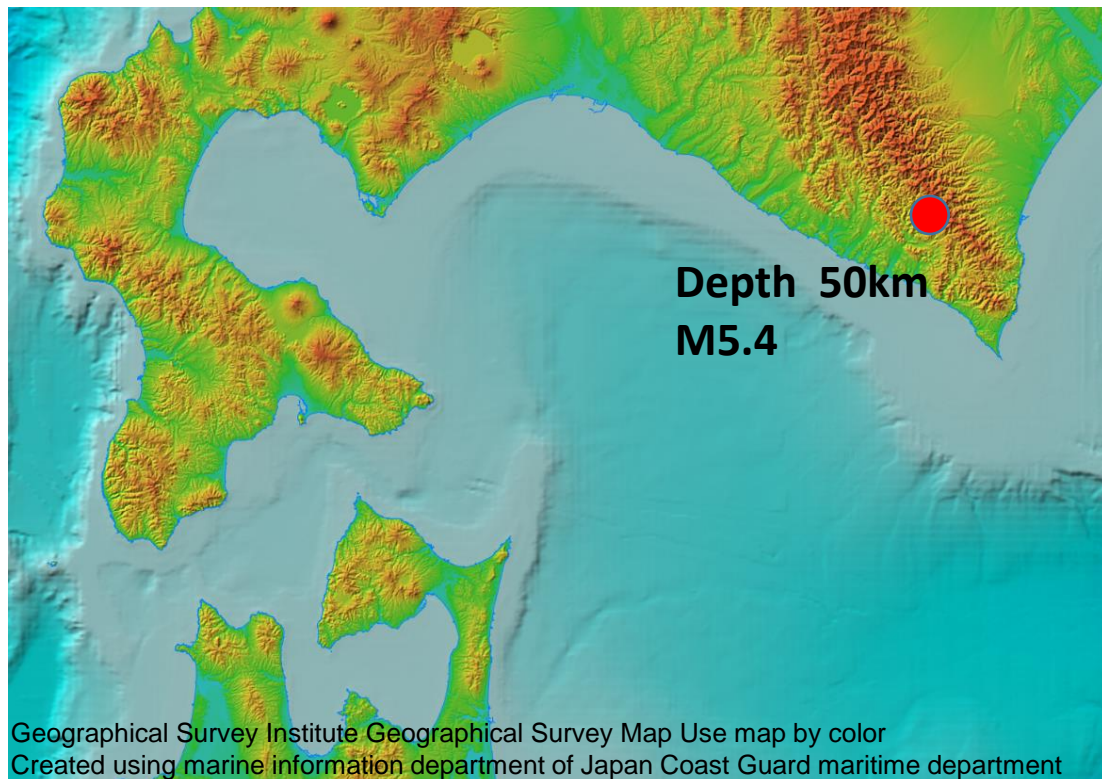 Depth 50km
M5.4
Geographical Survey Institute Geographical Survey Map Use map by color
Created using marine information department of Japan Coast Guard maritime department